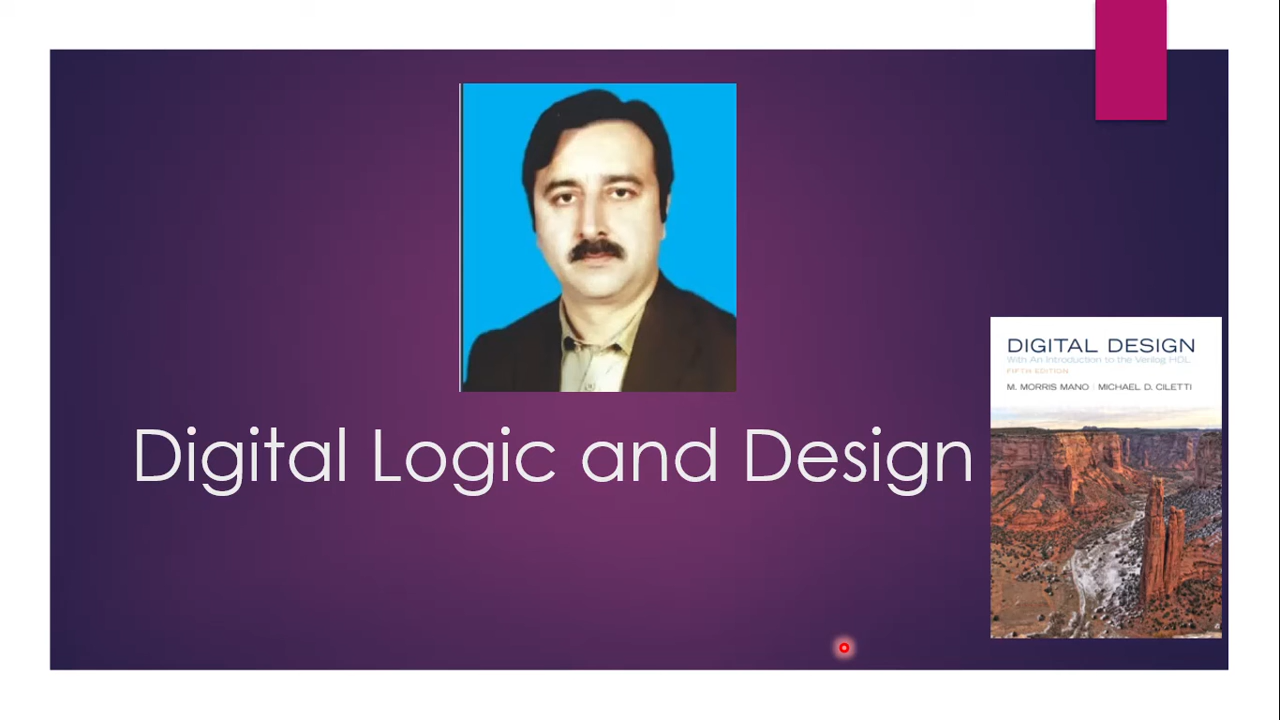 Digital Logic and Design
DIGITAL DESIGN
With An Introduction to the Verilog HDL
FIFTH EDITION
M. MORRIS MANO | MICHAEL D. CILETTI